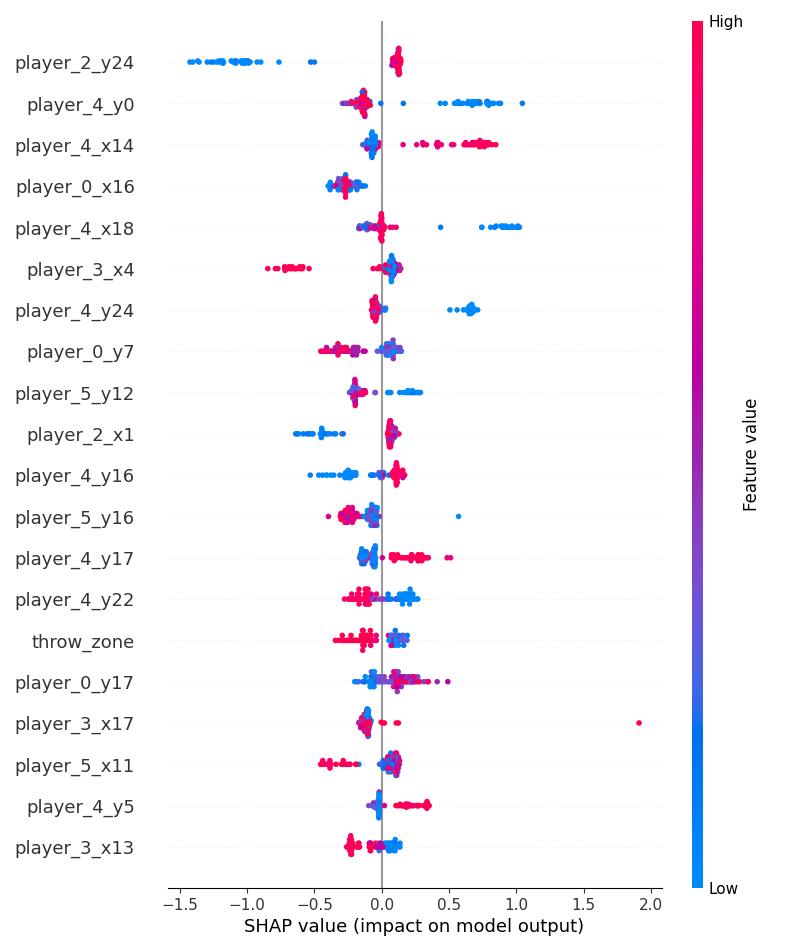 High
player_2_y24
player_4_y0
player_4_x14
player_0_x16
player_4_x18
player_3_x4
player_4_y24
player_0_y7
player_5_y12
player_2_x1
player_4_y16
player_5_y16
player_4_y17
player_4_y22
throw_zone
player_0_y17
player_3_x17
player_5_x11
player_4_y5
player_3_x13
Feature value
Low
−1.5 −1.0 −0.5 0.0 0.5 1.0 1.5 2.0
SHAP value (impact on model output)